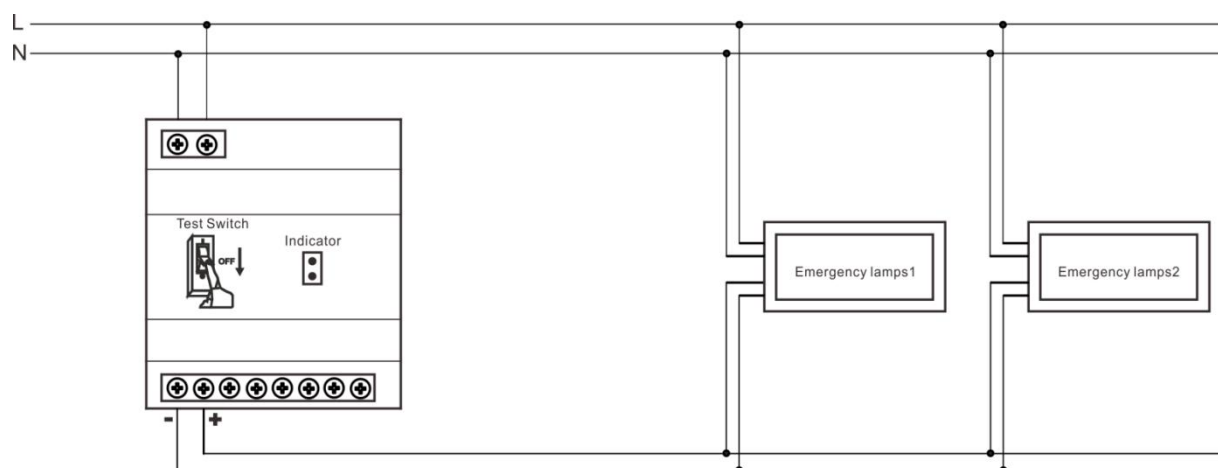 L
N
Test Switch
OFF
Indicator
Emergency lamps1
Emergency lamps2
- +